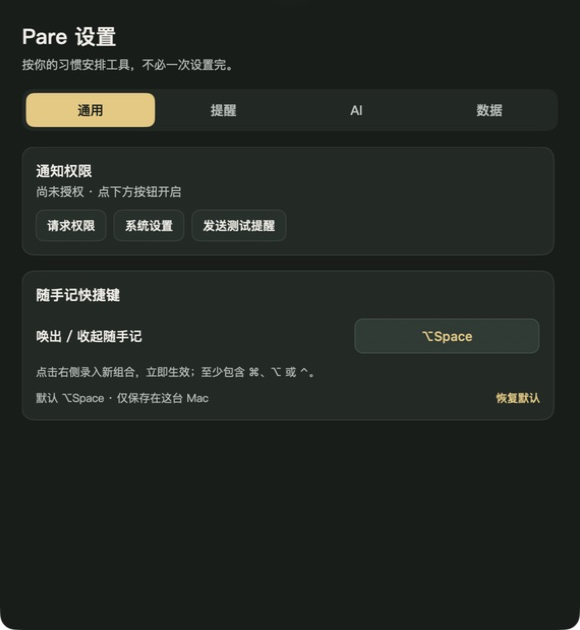 Pare 设置
按你的习惯安排工具，不必一次设置完。
通用 提醒 AI 数据
通知权限
尚未授权 · 点下方按钮开启
请求权限 系统设置 发送测试提醒
随手记快捷键
唤出 / 收起随手记 ⌥Space
点击右侧录入新组合，立即生效；至少包含 ⌘、⌥ 或 ⌃。
默认 ⌥Space · 仅保存在这台 Mac 恢复默认